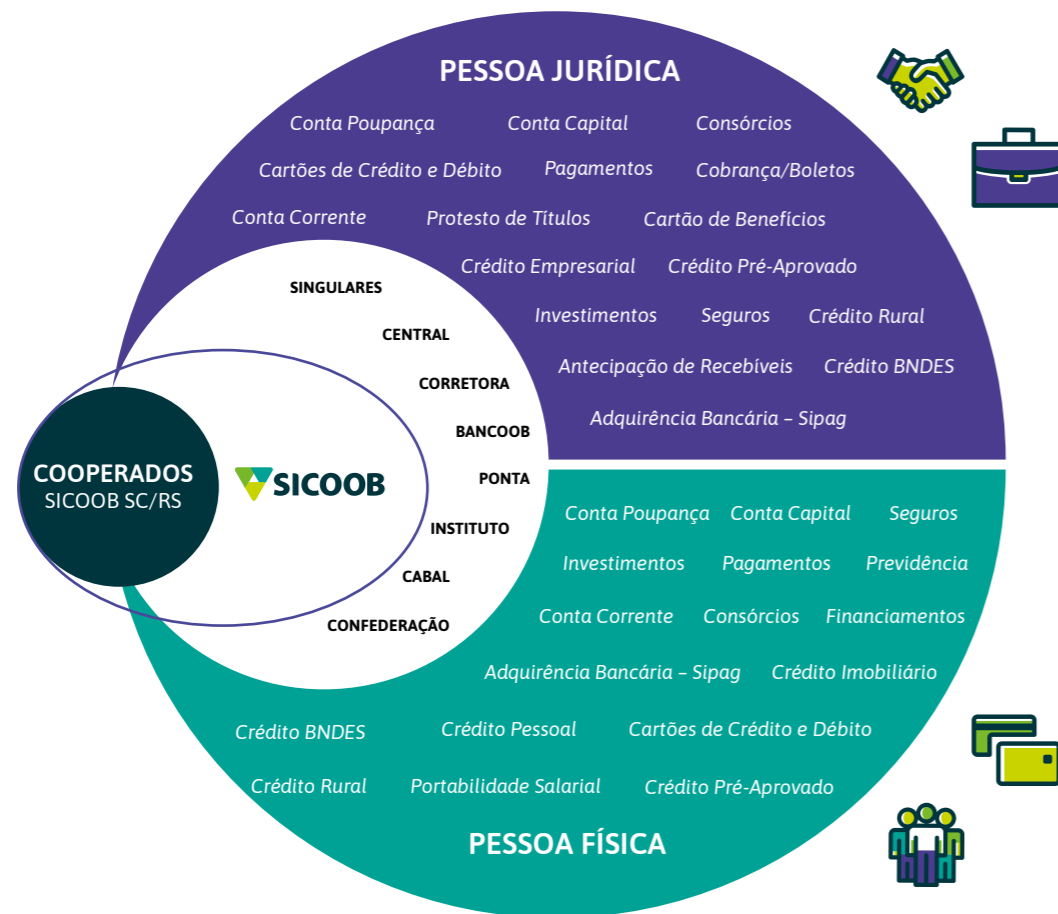 PESSOA JURÍDICA
Conta Poupança Conta Capital Consórcios
Cartões de Crédito e Débito Pagamentos Cobrança/Boletos
Conta Corrente Protesto de Títulos Cartão de Benefícios
Crédito Empresarial Crédito Pré-Aprovado
Investimentos Seguros Crédito Rural
Antecipação de Recebíveis Crédito BNDES
Adquirência Bancária – Sipag
SINGULARES
CENTRAL
CORRETORA
BANCOOB
PONTA
INSTITUTO
CABAL
CONFEDERAÇÃO
COOPERADOS
SICOOB SC/RS
SICOOB
Conta Poupança Conta Capital Seguros
Investimentos Pagamentos Previdência
Conta Corrente Consórcios Financiamentos
Adquirência Bancária – Sipag Crédito Imobiliário
Crédito BNDES Crédito Pessoal Cartões de Crédito e Débito
Crédito Rural Portabilidade Salarial Crédito Pré-Aprovado
PESSOA FÍSICA